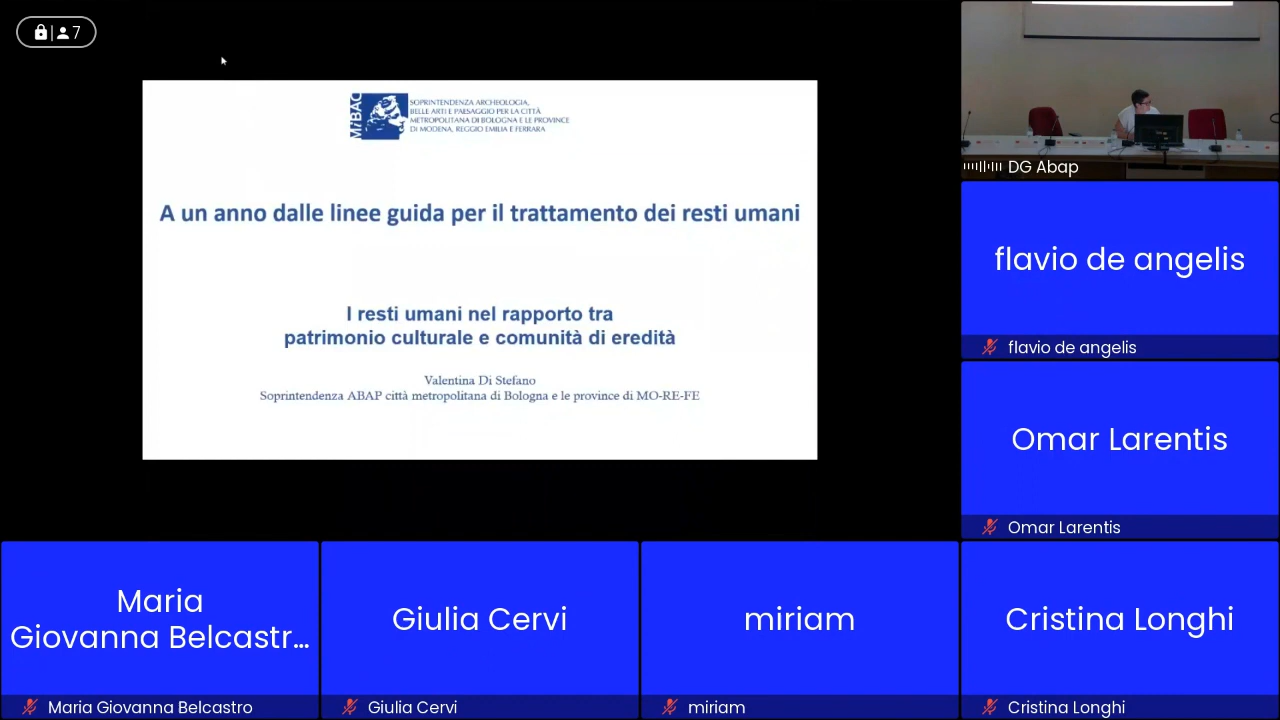 7
MiBAC
SOPRINTENDENZA ARCHEOLOGIA,
BELLE ARTI E PAESAGGIO PER LA CITTÀ
METROPOLITANA DI BOLOGNA E LE PROVINCE
DI MODENA, REGGIO EMILIA E FERRARA
A un anno dalle linee guida per il trattamento dei resti umani
I resti umani nel rapporto tra
patrimonio culturale e comunità di eredità
Valentina Di Stefano
Soprintendenza ABAP città metropolitana di Bologna e le province di MO-RE-FE
DG Abap
flavio de angelis
flavio de angelis
Omar Larentis
Omar Larentis
Maria
Giovanna Belcastr...
Maria Giovanna Belcastro
Giulia Cervi
Giulia Cervi
miriam
miriam
Cristina Longhi
Cristina Longhi